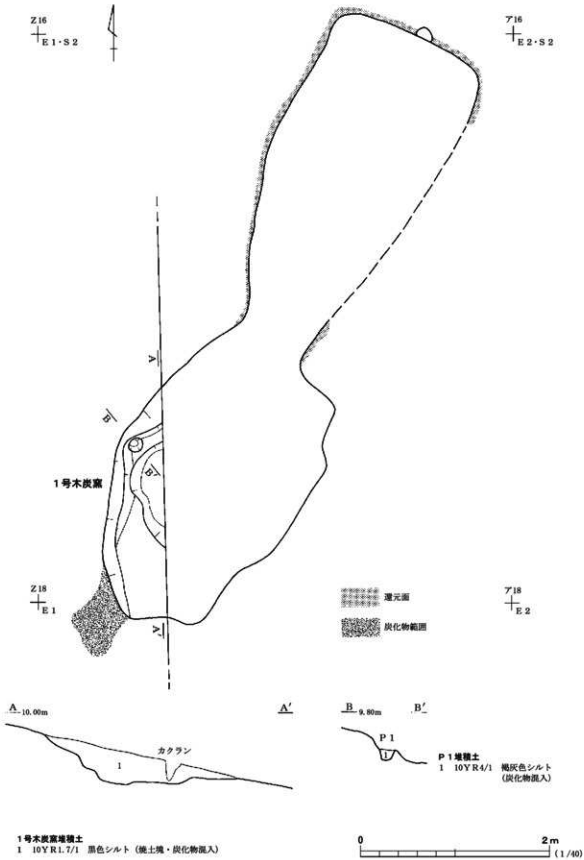 Z16
E1・S2
ア16
E2・S2
A
B
B'
1号木炭窯
Z18
E1
A'
ア18
E2
還元面
炭化物範囲
A
10.00m
A'
カクラン
1
B
9.80m
B'
P1
1
P1堆積土
1 10YR4/1 褐灰色シルト
(炭化物混入)
1号木炭窯堆積土
1 10YR1.7/1 黒色シルト(焼土塊・炭化物混入)
0
2m
(1/40)